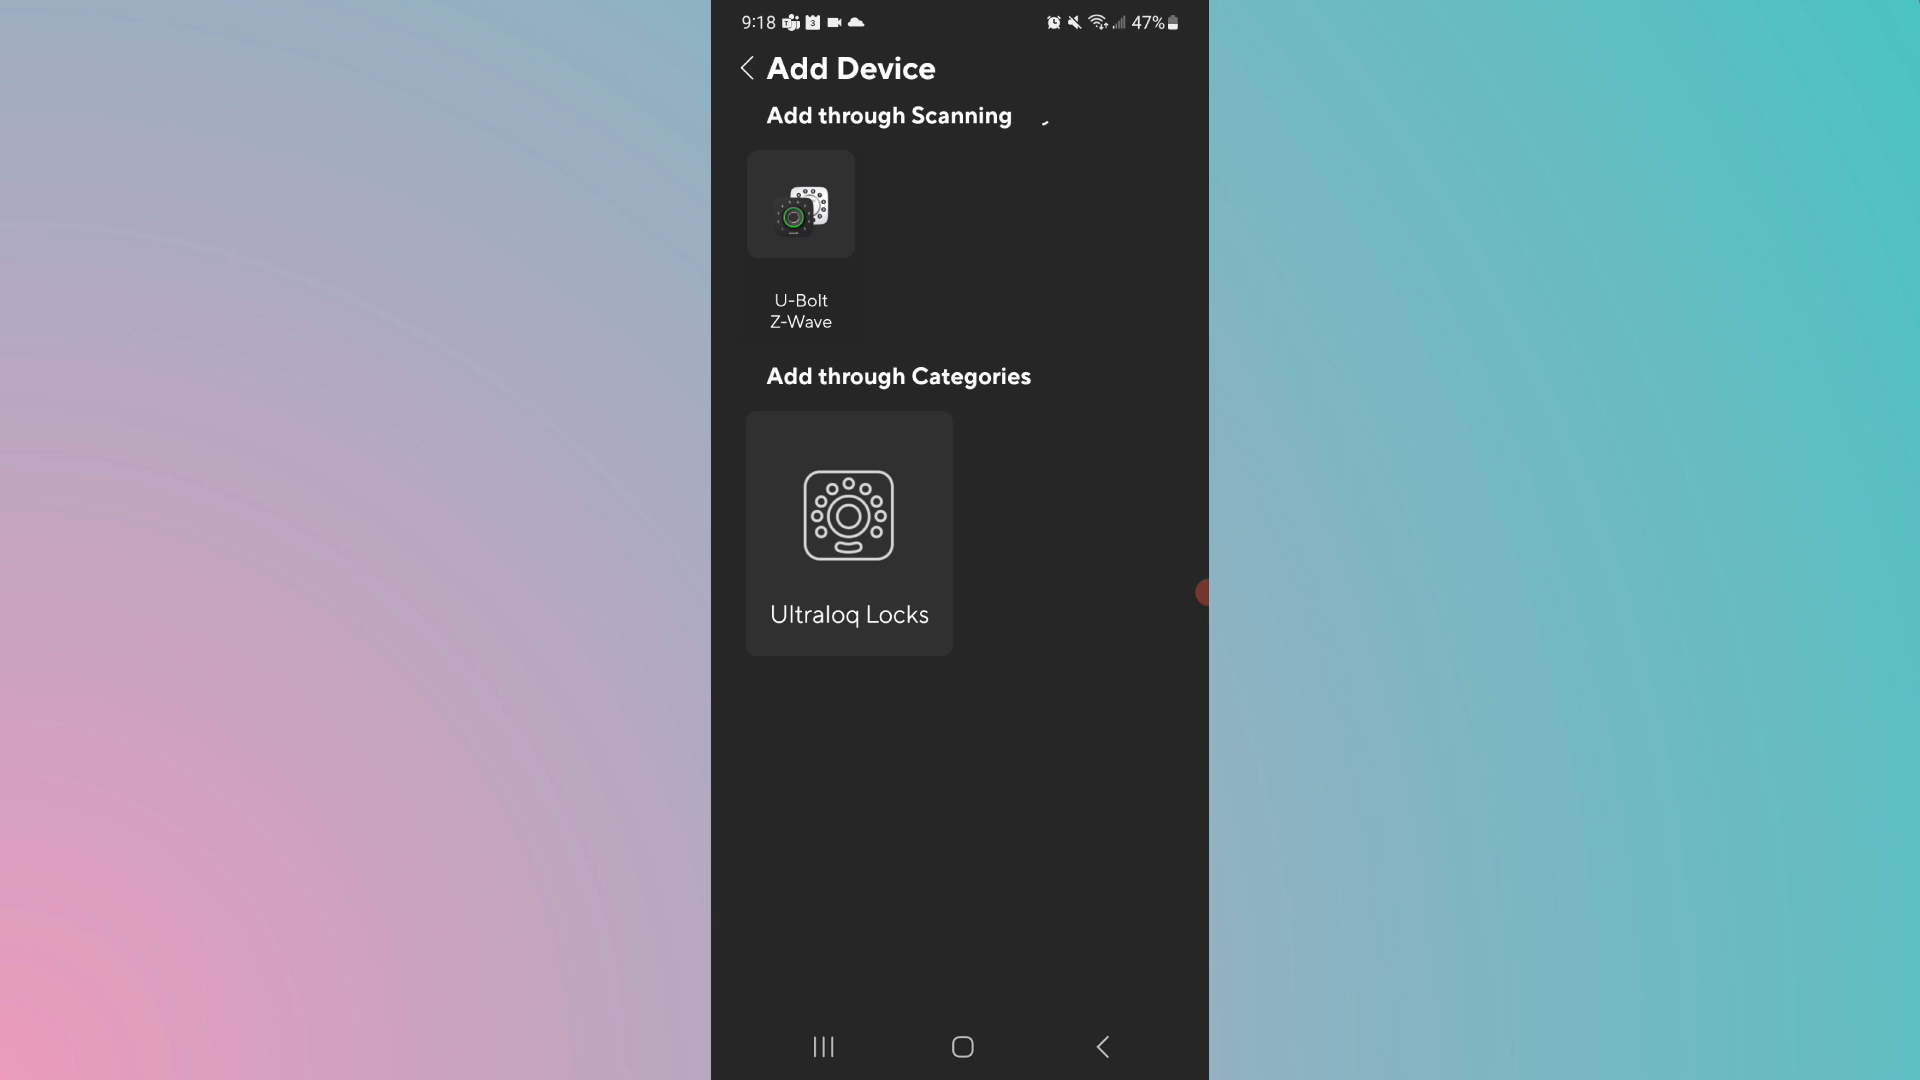 9:18
47%
Add Device
Add through Scanning
U-Bolt
Z-Wave
Add through Categories
Ultraloq Locks